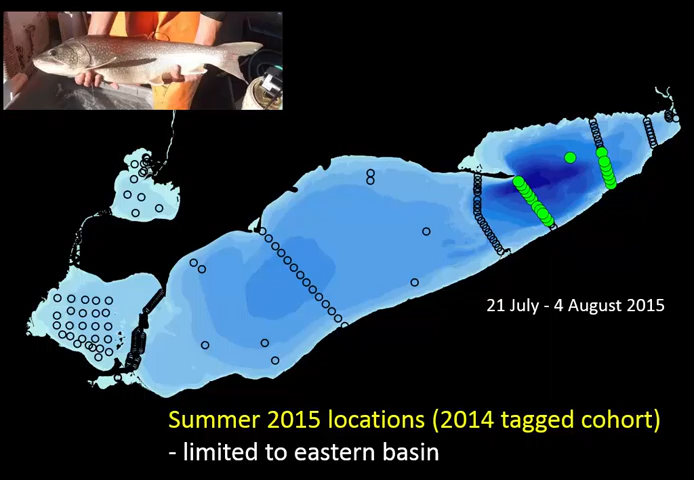 21 July - 4 August 2015
Summer 2015 locations (2014 tagged cohort)
- limited to eastern basin